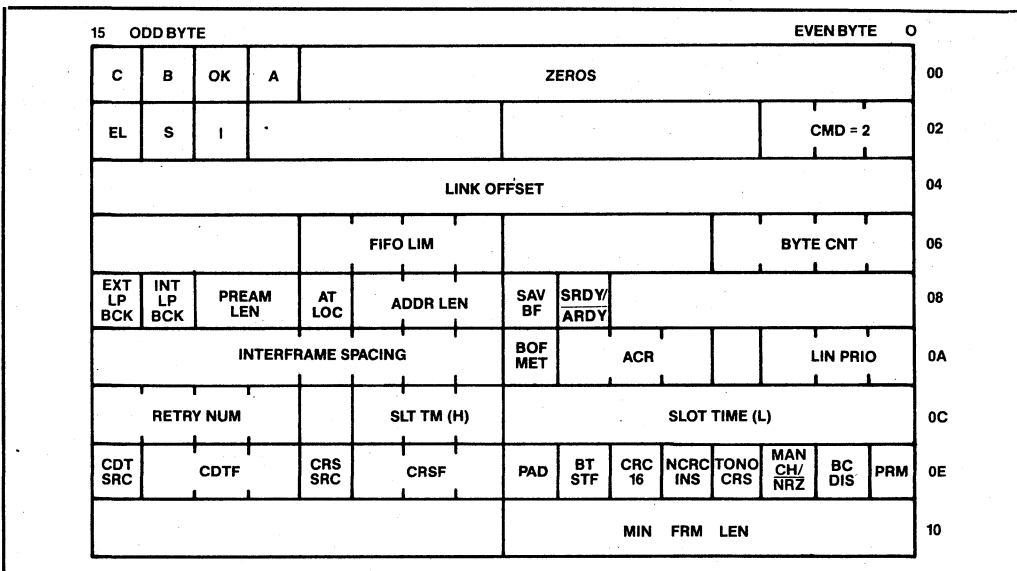 15 ODD BYTE EVEN BYTE O
C B OK A ZEROS 00
EL S I CMD = 2 02
LINK OFFSET 04
FIFO LIM BYTE CNT 06
EXT LP BCK INT LP BCK PREAM LEN AT LOC ADDR LEN SAV BF SRDY/ ARDY 08
INTERFRAME SPACING BOF MET ACR LIN PRIO 0A
RETRY NUM SLT TM (H) SLOT TIME (L) 0C
CDT SRC CDTF CRS SRC CRSF PAD BT STF CRC 16 NCRC INS TONO CRS MAN CH/ NRZ BC DIS PRM 0E
MIN FRM LEN 10